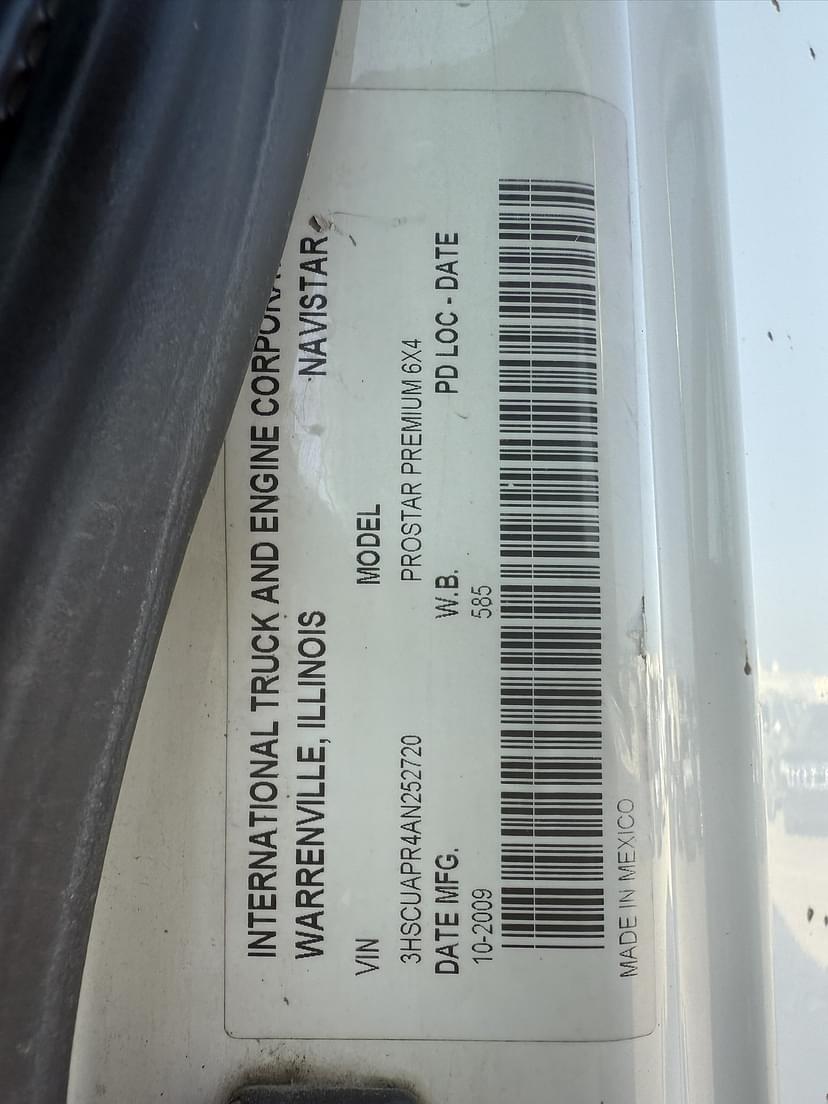 INTERNATIONAL TRUCK AND ENGINE
WARRENVILLE, ILLINOIS NAVISTAR
VIN MODEL
3HSCUAPR4AN252720 PROSTAR PREMIUM 6X4
DATE MFG. W.B. PD LOC - DATE
10-2009 585
MADE IN MEXICO